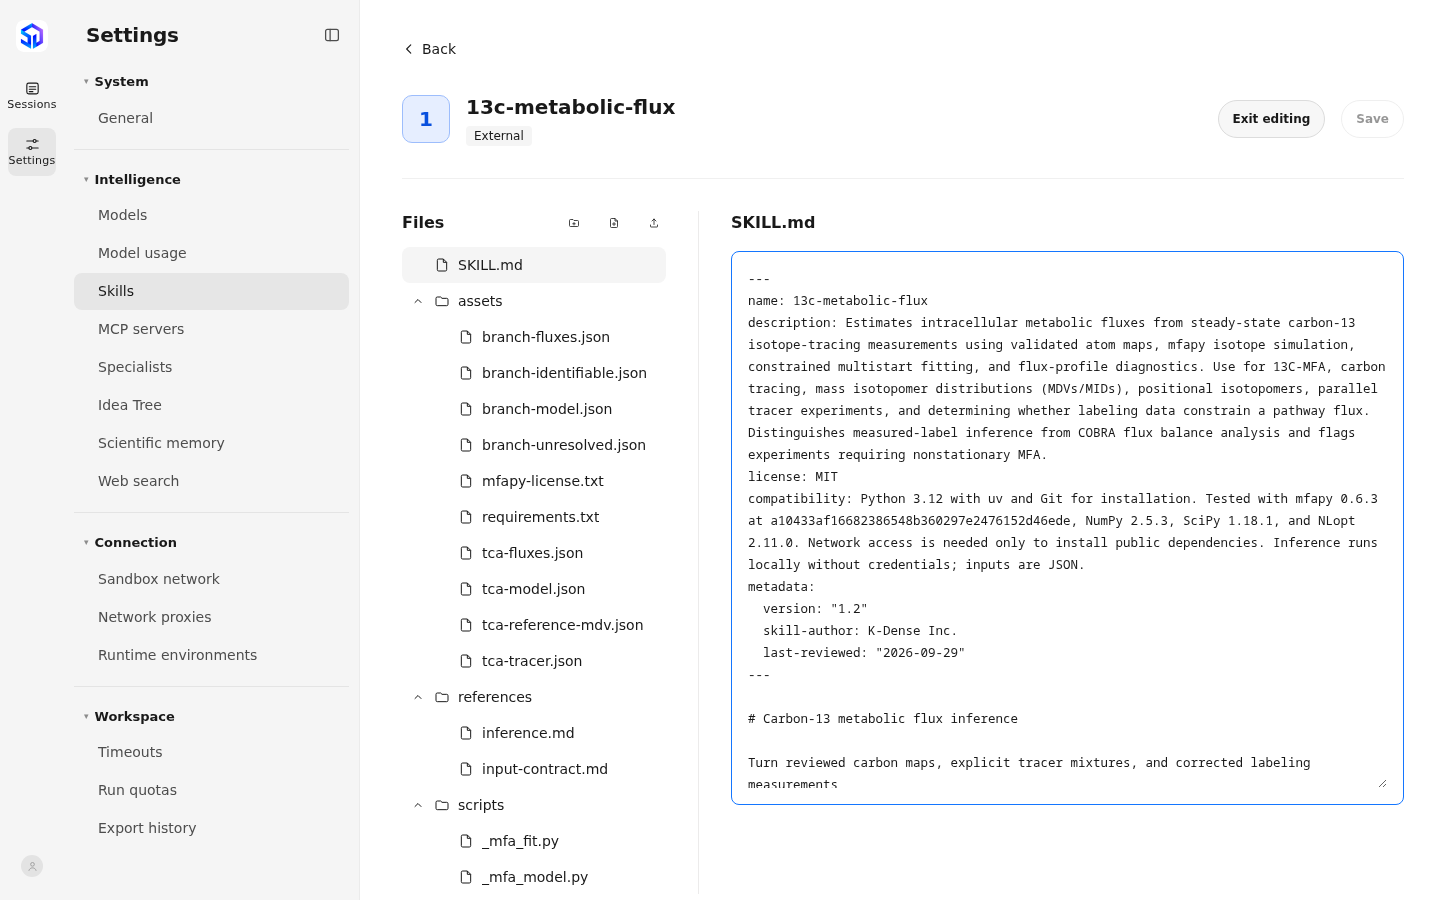 Settings
Sessions
Settings
System
General
Intelligence
Models
Model usage
Skills
MCP servers
Specialists
Idea Tree
Scientific memory
Web search
Connection
Sandbox network
Network proxies
Runtime environments
Workspace
Timeouts
Run quotas
Export history
Back
1
13c-metabolic-flux
External
Exit editing
Save
Files
SKILL.md
assets
branch-fluxes.json
branch-identifiable.json
branch-model.json
branch-unresolved.json
mfapy-license.txt
requirements.txt
tca-fluxes.json
tca-model.json
tca-reference-mdv.json
tca-tracer.json
references
inference.md
input-contract.md
scripts
_mfa_fit.py
_mfa_model.py
SKILL.md
---
name: 13c-metabolic-flux
description: Estimates intracellular metabolic fluxes from steady-state carbon-13
isotope-tracing measurements using validated atom maps, mfapy isotope simulation,
constrained multistart fitting, and flux-profile diagnostics. Use for 13C-MFA, carbon
tracing, mass isotopomer distributions (MDVs/MIDs), positional isotopomers, parallel
tracer experiments, and determining whether labeling data constrain a pathway flux.
Distinguishes measured-label inference from COBRA flux balance analysis and flags
experiments requiring nonstationary MFA.
license: MIT
compatibility: Python 3.12 with uv and Git for installation. Tested with mfapy 0.6.3
at a10433af16682386548b360297e2476152d46ede, NumPy 2.5.3, SciPy 1.18.1, and NLopt
2.11.0. Network access is needed only to install public dependencies. Inference runs
locally without credentials; inputs are JSON.
metadata:
  version: "1.2"
  skill-author: K-Dense Inc.
  last-reviewed: "2026-09-29"
---
# Carbon-13 metabolic flux inference
Turn reviewed carbon maps, explicit tracer mixtures, and corrected labeling
measurements